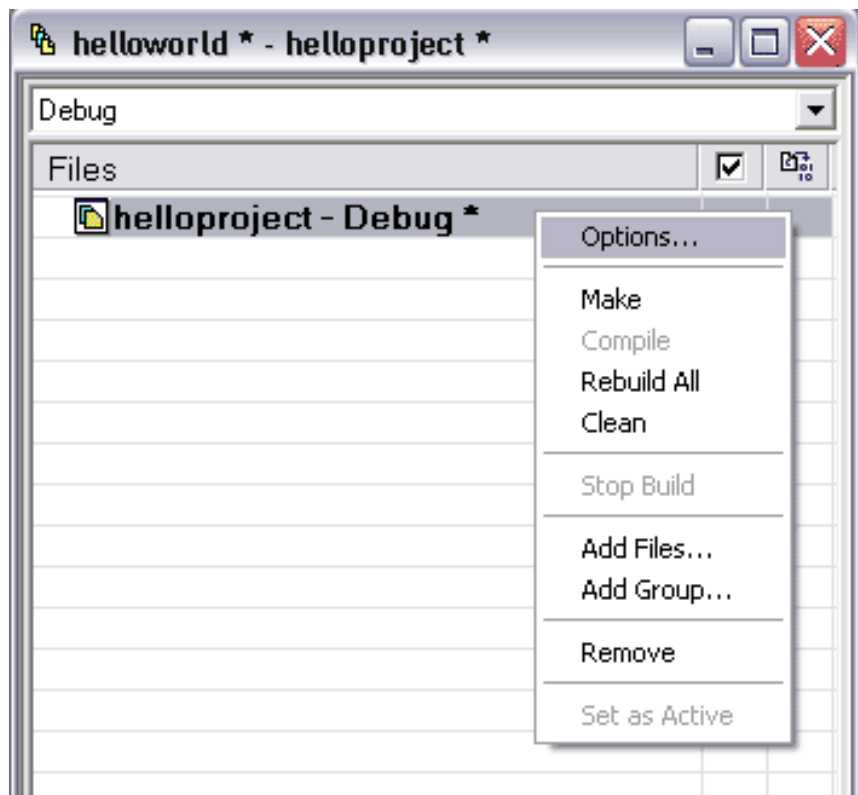 helloworld * - helloproject *
Debug
Files
helloproject - Debug *
Options...
Make
Compile
Rebuild All
Clean
Stop Build
Add Files...
Add Group...
Remove
Set as Active